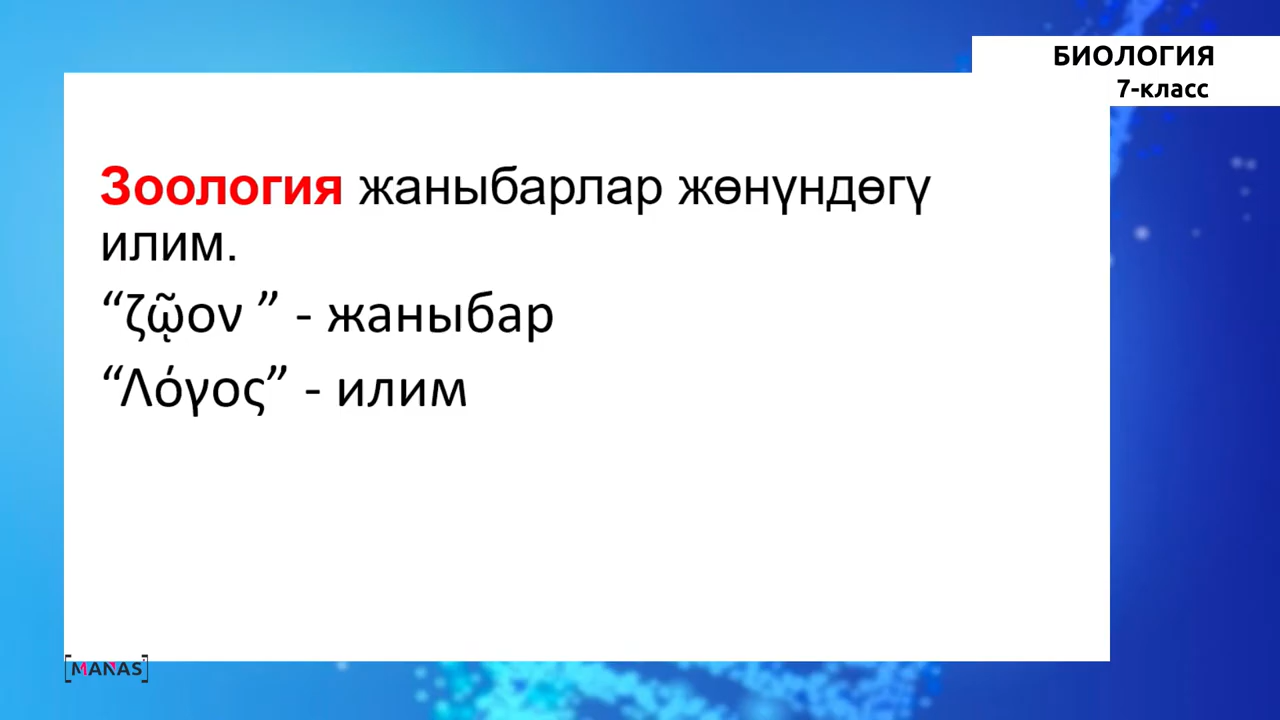 БИОЛОГИЯ
7-класс
Зоология жаныбарлар жөнүндөгү
илим.
“ζῷον ” - жаныбар
“Λόγος” - илим
[MANAS]